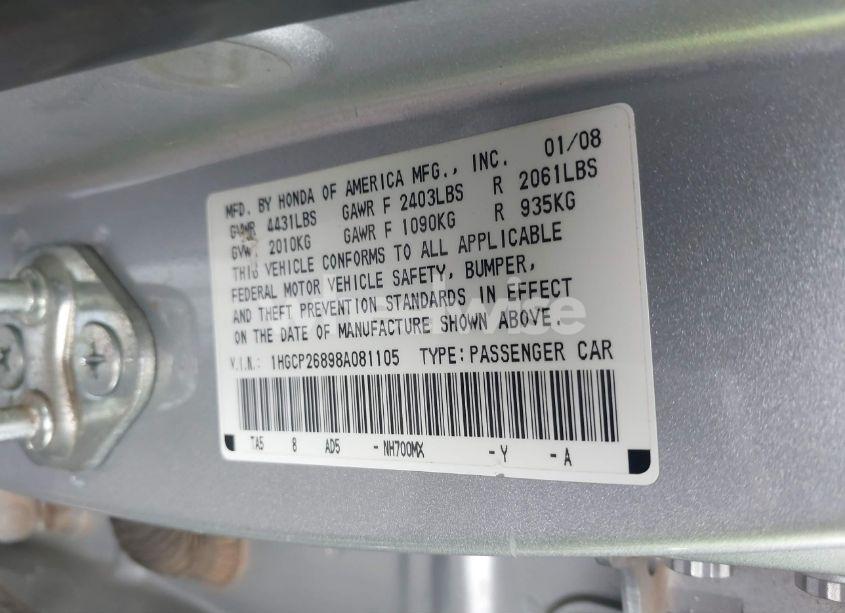 MFD. BY HONDA OF AMERICA MFG., INC. 01/08
GVWR 4431LBS GAWR F 2403LBS R 2061LBS
GVWR 2010KG GAWR F 1090KG R 935KG
THIS VEHICLE CONFORMS TO ALL APPLICABLE
FEDERAL MOTOR VEHICLE SAFETY, BUMPER,
AND THEFT PREVENTION STANDARDS IN EFFECT
ON THE DATE OF MANUFACTURE SHOWN ABOVE.
V.I.N.: 1HGCP26898A081105 TYPE: PASSENGER CAR
TA5 8 AD5 - NH700MX - Y - A